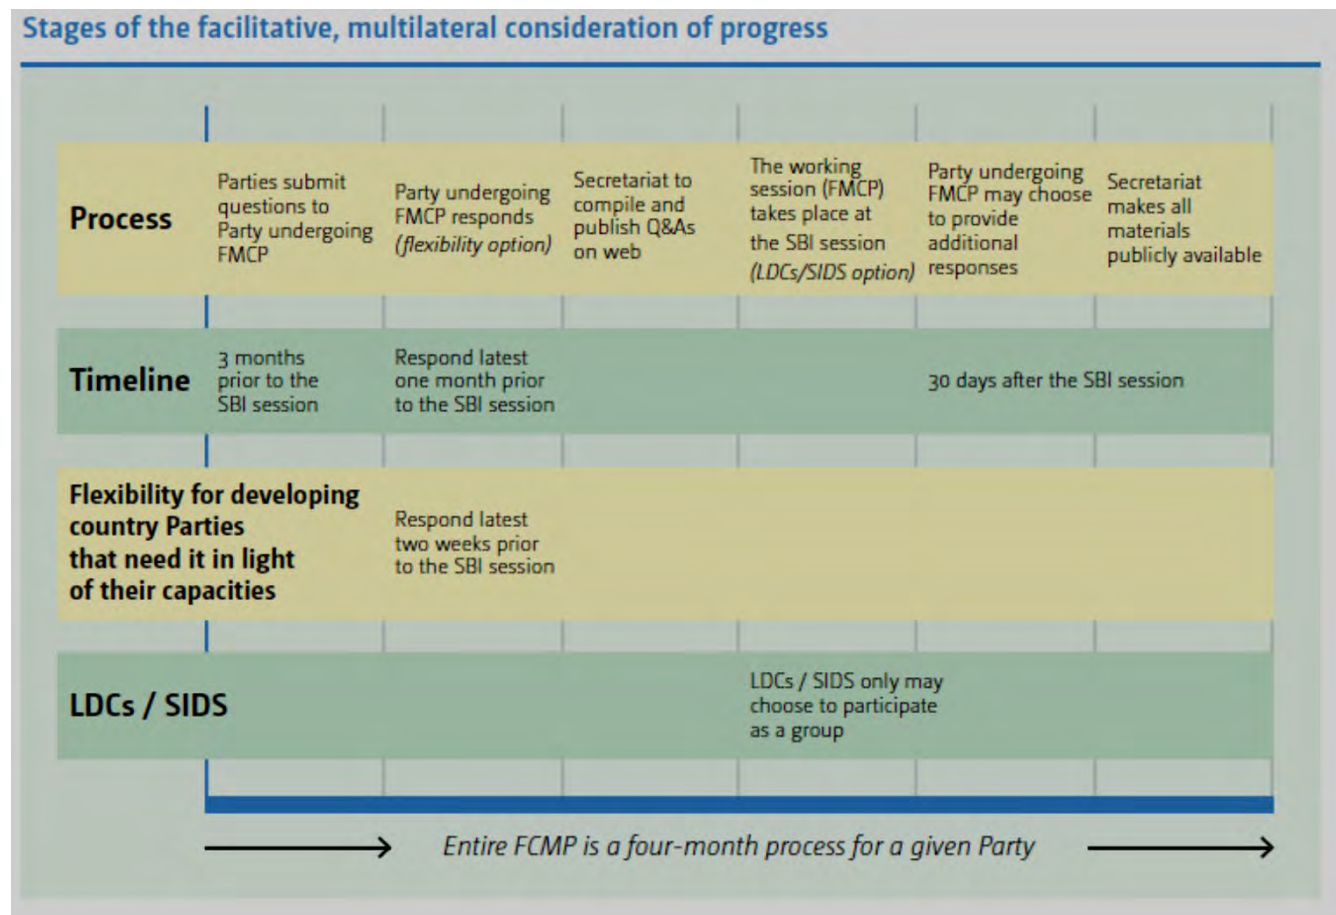 Stages of the facilitative, multilateral consideration of progress
Process
Parties submit
questions to
Party undergoing
FMCP
Party undergoing
FMCP responds
(flexibility option)
Secretariat to
compile and
publish Q&As
on web
The working
session (FMCP)
takes place at
the SBI session
(LDCs/SIDS option)
Party undergoing
FMCP may choose
to provide
additional
responses
Secretariat
makes all
materials
publicly available
Timeline
3 months
prior to the
SBI session
Respond latest
one month prior
to the SBI session
30 days after the SBI session
Flexibility for developing
country Parties
that need it in light
of their capacities
Respond latest
two weeks prior
to the SBI session
LDCs / SIDS
LDCs / SIDS only may
choose to participate
as a group
Entire FCMP is a four-month process for a given Party